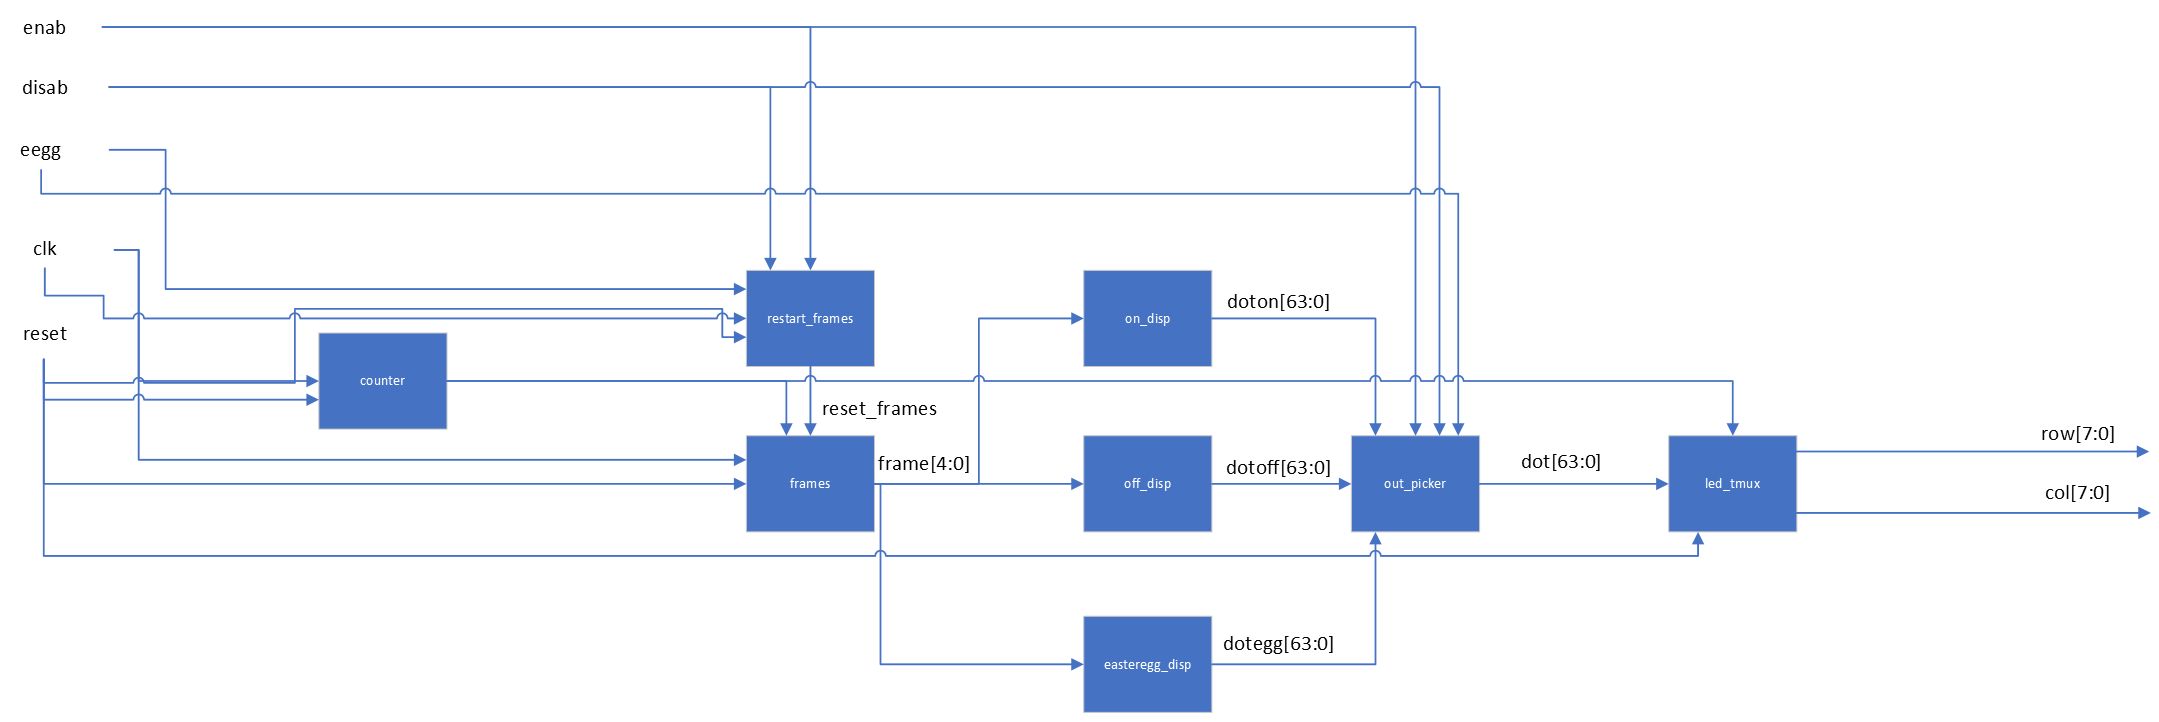 enab
disab
eegg
clk
reset
restart_frames
on_disp
doton[63:0]
counter
reset_frames
frames
frame[4:0]
off_disp
dotoff[63:0]
out_picker
dot[63:0]
led_tmux
row[7:0]
col[7:0]
easteregg_disp
dotegg[63:0]